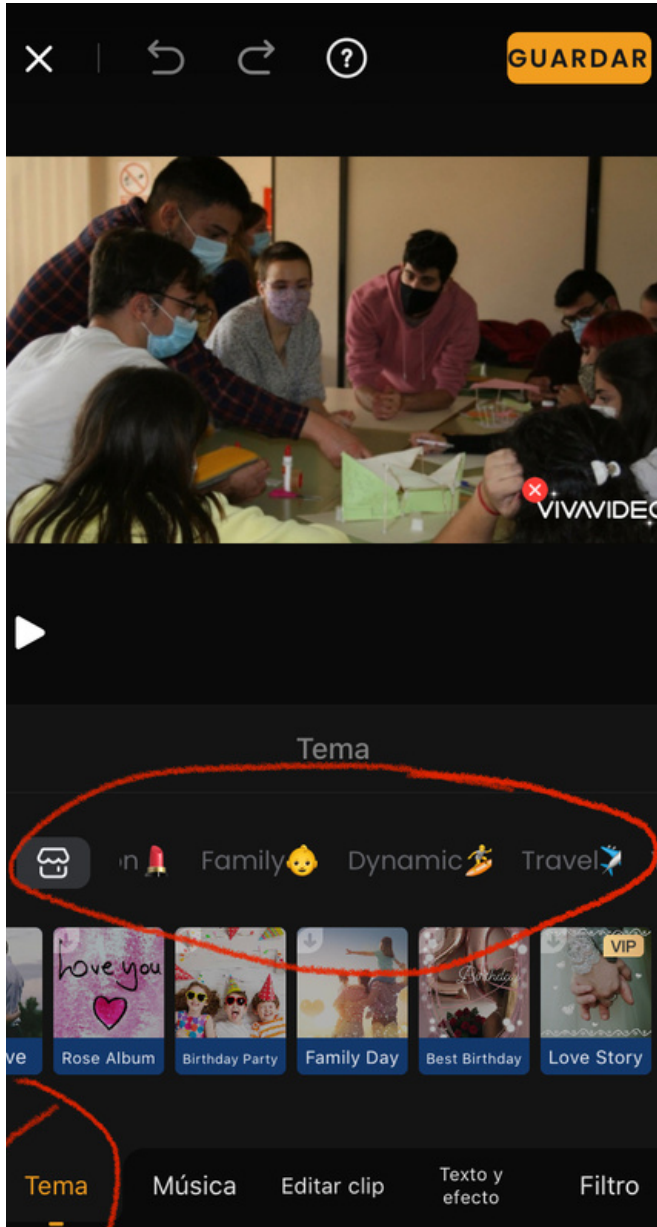 GUARDAR
VIVAVIDEO
Tema
Family Dynamic Travel
love you
Birthday
VIP
Rose Album Birthday Party Family Day Best Birthday Love Story
Tema Música Editar clip Texto y efecto Filtro